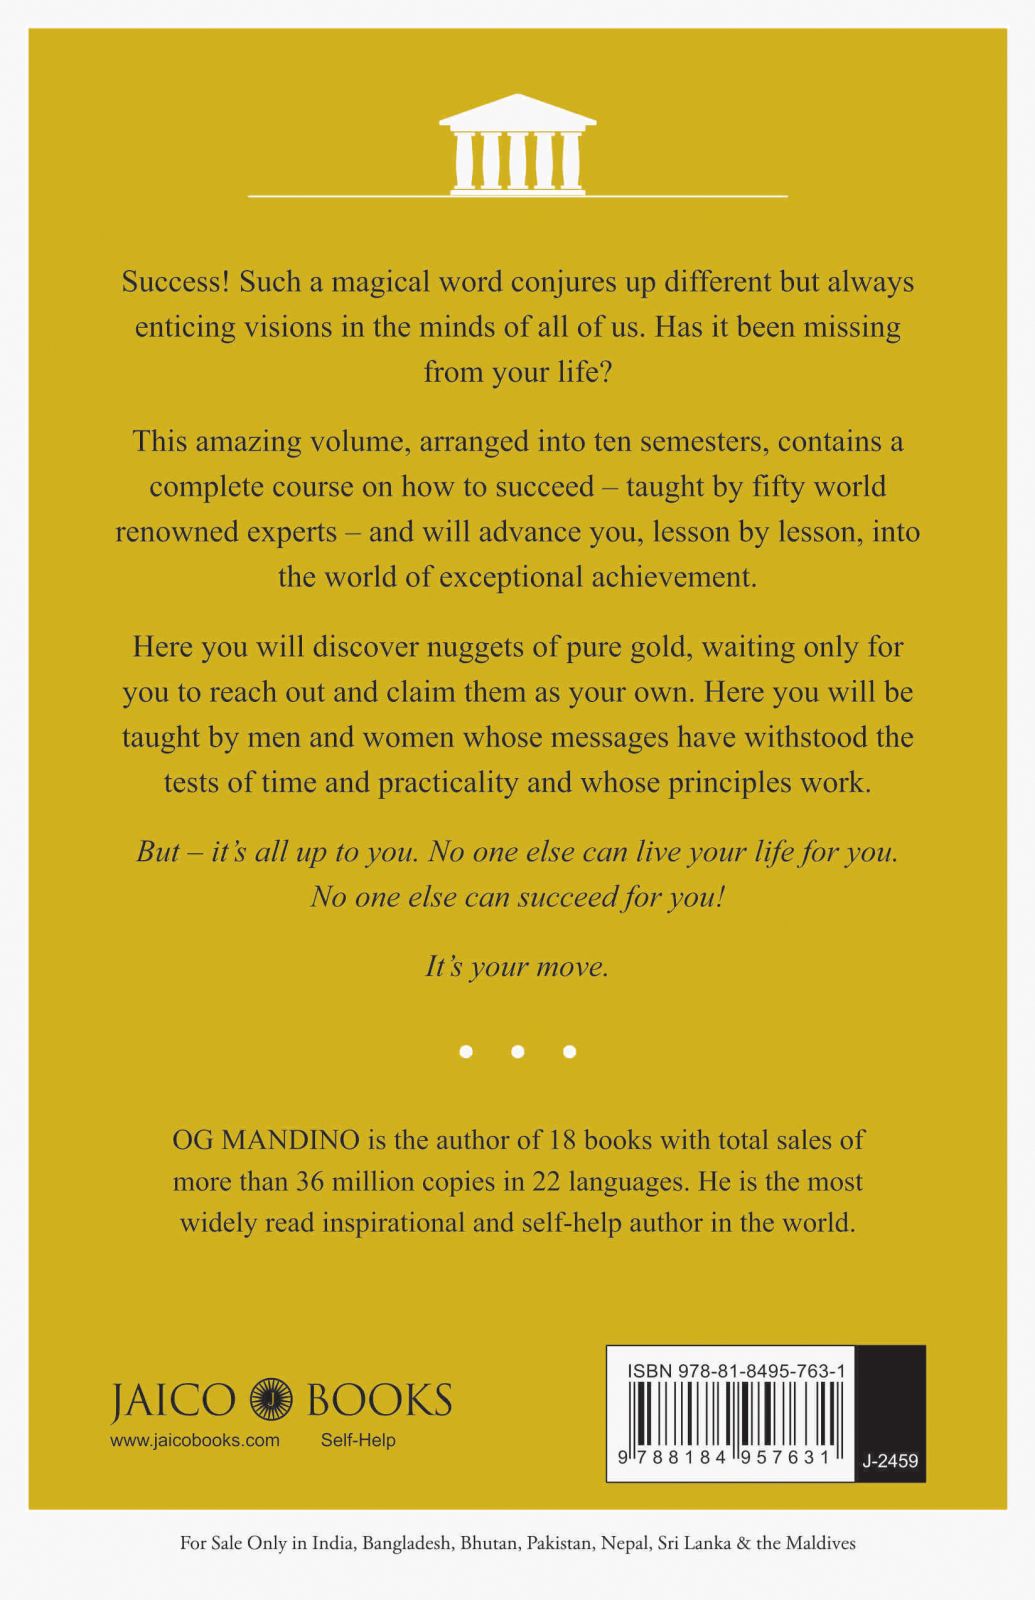 Success! Such a magical word conjures up different but always
enticing visions in the minds of all of us. Has it been missing
from your life?
This amazing volume, arranged into ten semesters, contains a
complete course on how to succeed – taught by fifty world
renowned experts – and will advance you, lesson by lesson, into
the world of exceptional achievement.
Here you will discover nuggets of pure gold, waiting only for
you to reach out and claim them as your own. Here you will be
taught by men and women whose messages have withstood the
tests of time and practicality and whose principles work.
But – it’s all up to you. No one else can live your life for you.
No one else can succeed for you!
It’s your move.
OG MANDINO is the author of 18 books with total sales of
more than 36 million copies in 22 languages. He is the most
widely read inspirational and self-help author in the world.
JAICO J BOOKS
www.jaicobooks.com Self-Help
ISBN 978-81-8495-763-1
9 788184 957631
J-2459
For Sale Only in India, Bangladesh, Bhutan, Pakistan, Nepal, Sri Lanka & the Maldives